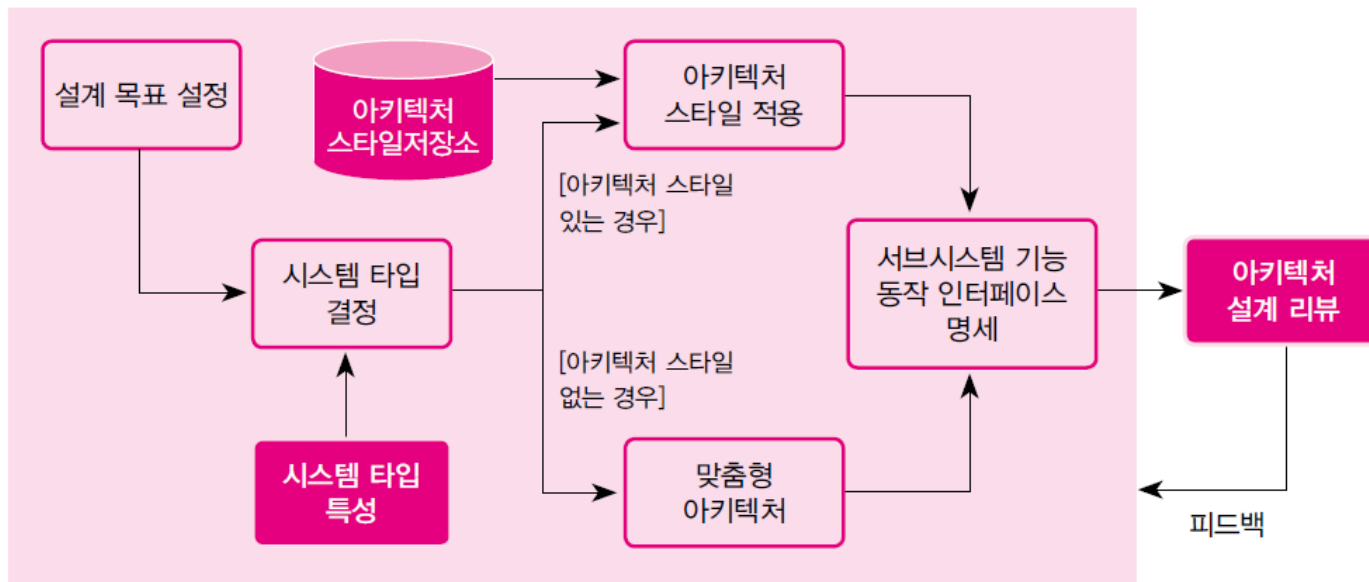 설계 목표 설정
아키텍처
스타일저장소
아키텍처
스타일 적용
[아키텍처 스타일
있는 경우]
시스템 타입
결정
서브시스템 기능
동작 인터페이스
명세
아키텍처
설계 리뷰
[아키텍처 스타일
없는 경우]
시스템 타입
특성
맞춤형
아키텍처
피드백